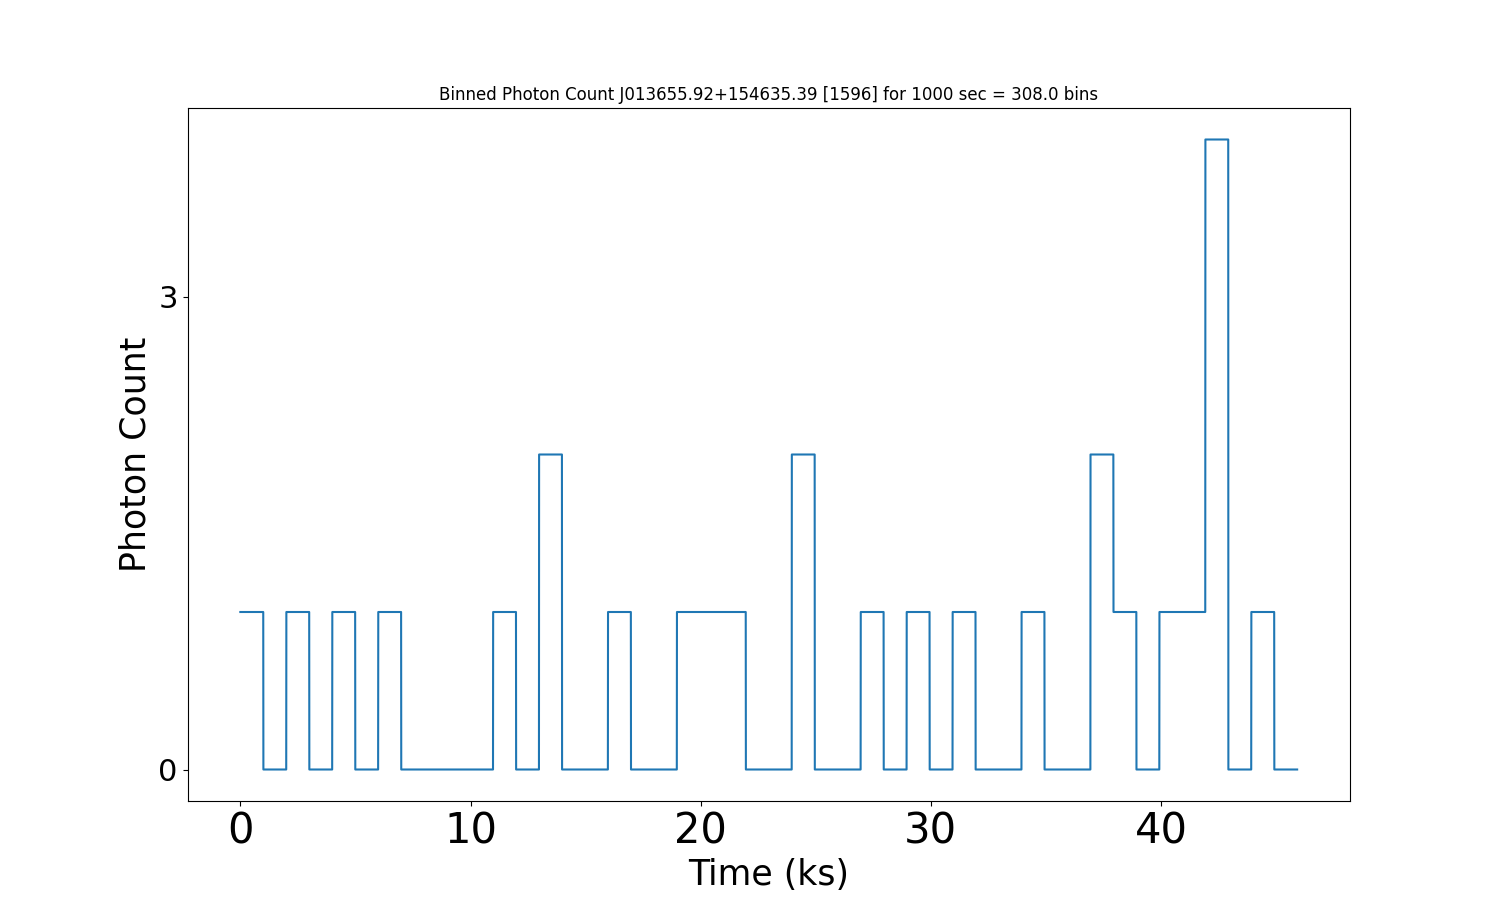 Binned Photon Count J013655.92+154635.39 [1596] for 1000 sec = 308.0 bins
3
Photon Count
0
0 10 20 30 40
Time (ks)